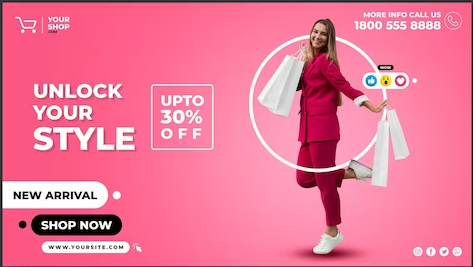 YOUR
SHOP
.COM
MORE INFO CALL US
1800 555 8888
UNLOCK
YOUR
STYLE
UPTO
30%
OFF
WOW
NEW ARRIVAL
SHOP NOW
WWW.YOURSITE.COM